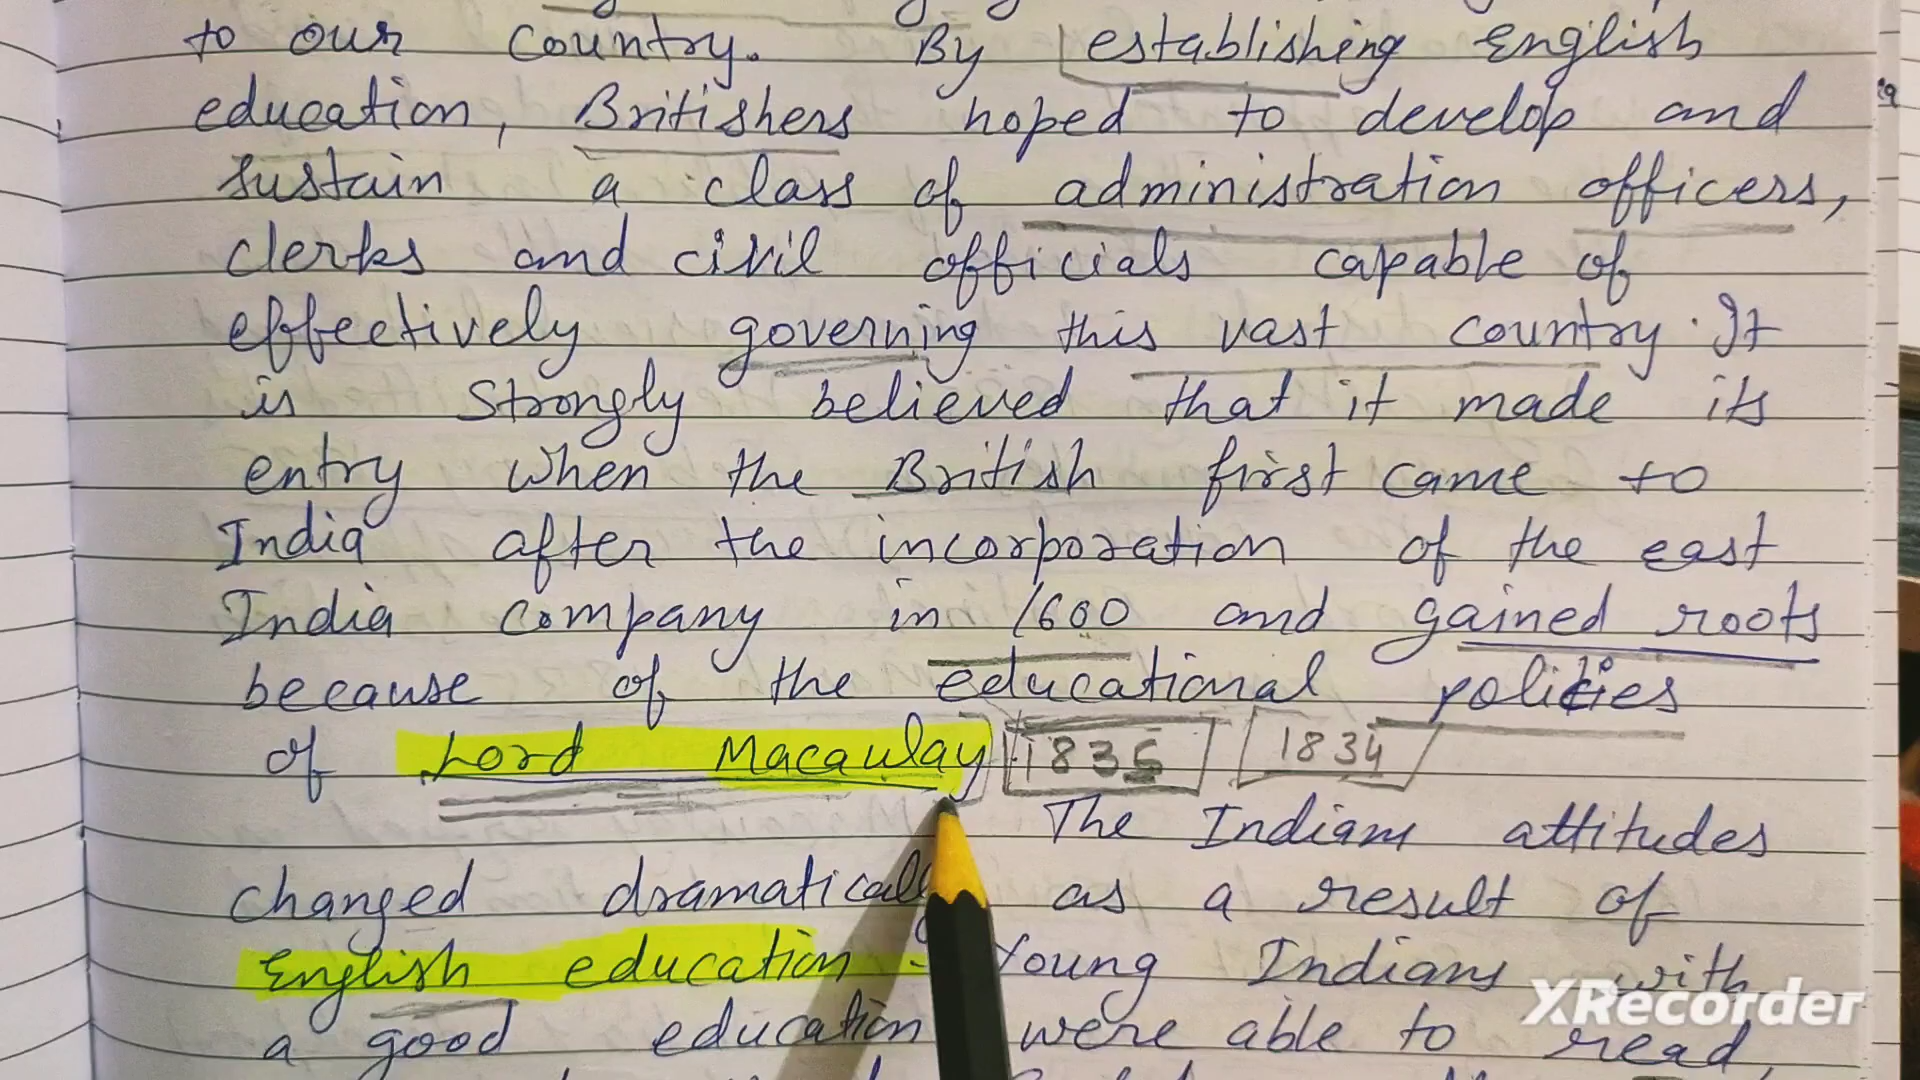 to our country. By establishing English
education, Britishers hoped to develop and
sustain a class of administration officers,
clerks and civil officials capable of
effectively governing this vast country. It
is strongly believed that it made its
entry when the British first came to
India after the incorporation of the east
India company in 1600 and gained roots
because of the educational policies
of Lord Macaulay 1835 1834
The Indians attitudes
changed dramatically as a result of
English education. Young Indians with
a good education were able to read,
XRecorder